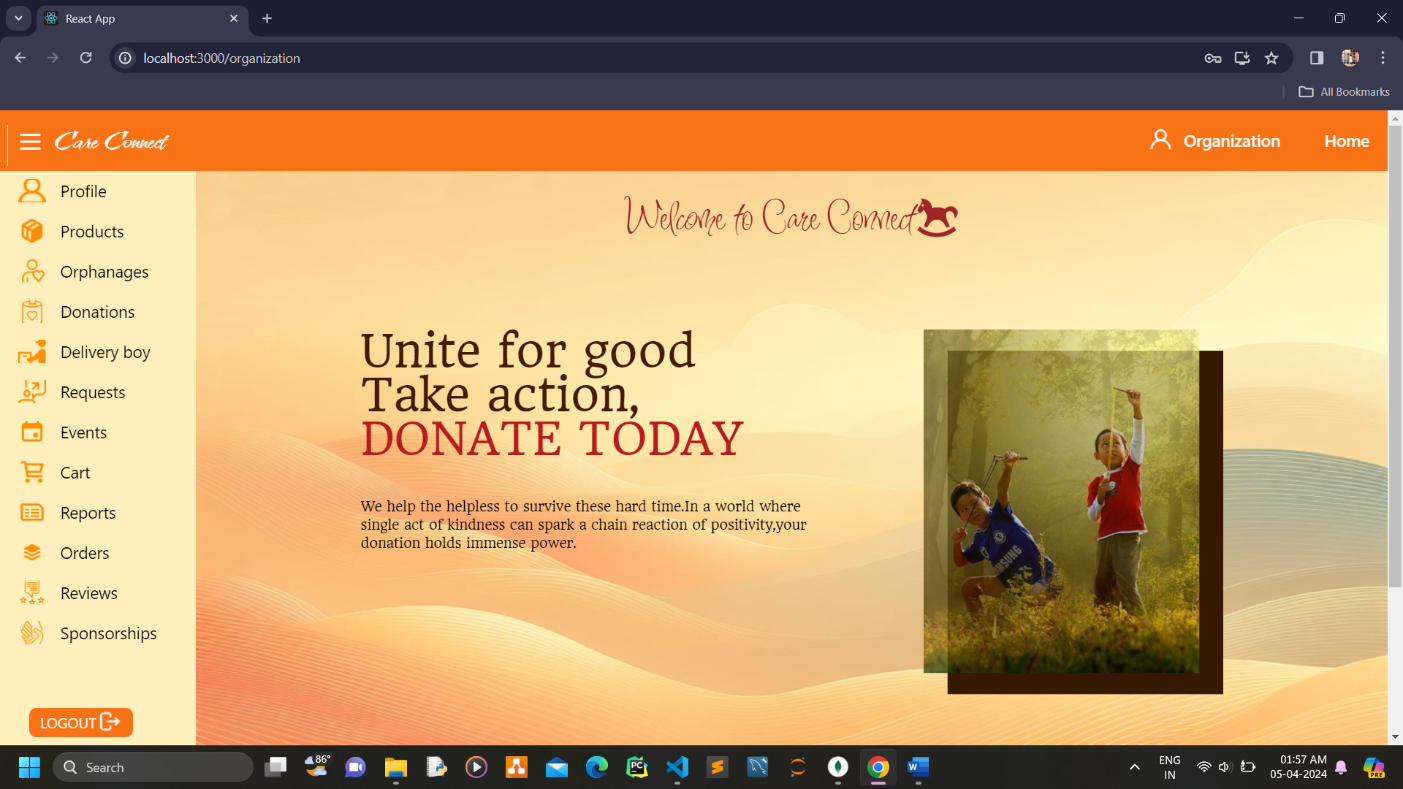 React App
localhost:3000/organization
All Bookmarks
Care Connect
Organization
Home
Profile
Products
Orphanages
Donations
Delivery boy
Requests
Events
Cart
Reports
Orders
Reviews
Sponsorships
LOGOUT
Welcome to Care Connect
Unite for good
Take action,
DONATE TODAY
We help the helpless to survive these hard time.In a world where
single act of kindness can spark a chain reaction of positivity,your
donation holds immense power.
SAMSUNG
Search
86°
PC
W
ENG
IN
01:57 AM
05-04-2024
PRE